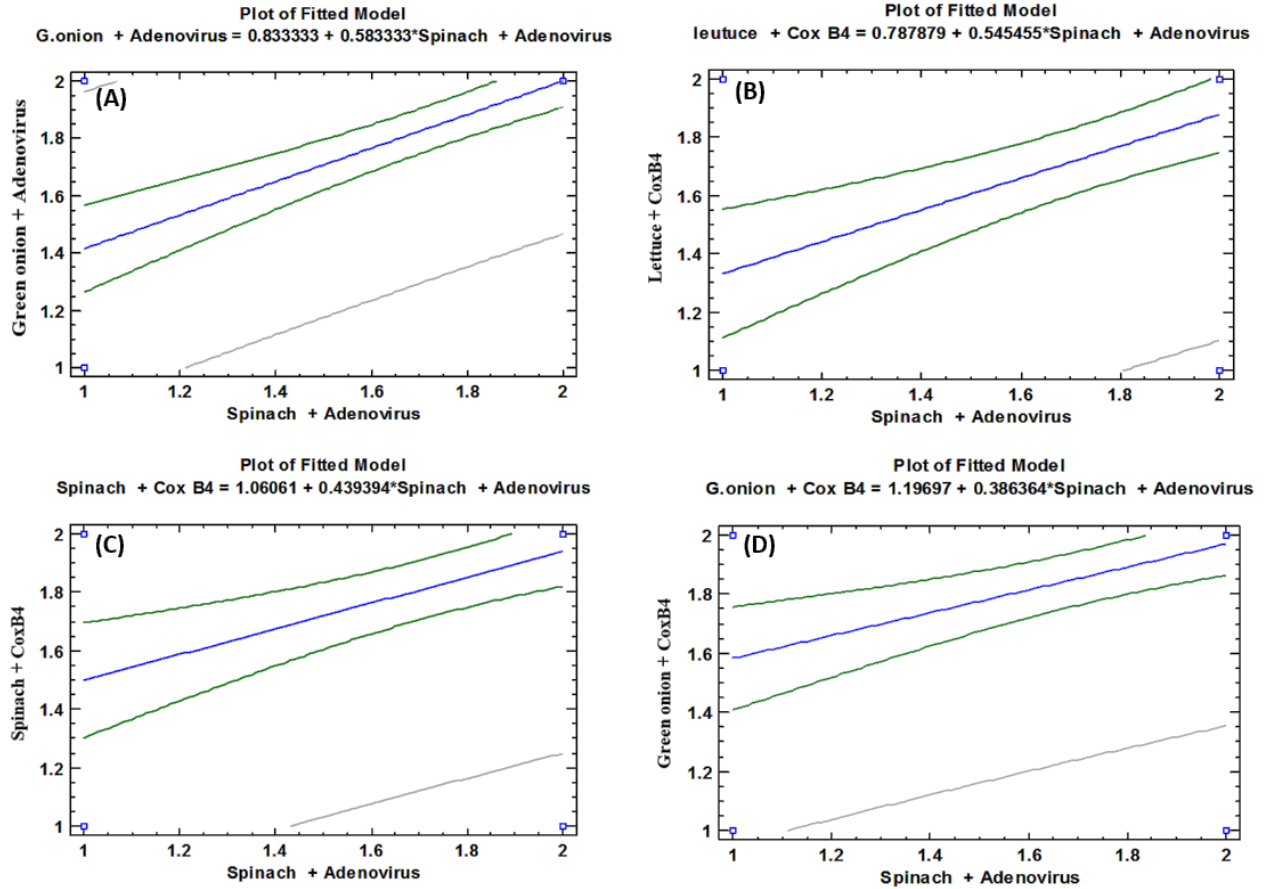 Plot of Fitted Model
G.onion + Adenovirus = 0.833333 + 0.583333*Spinach + Adenovirus
(A)
Green onion + Adenovirus
2
1.8
1.6
1.4
1.2
1
1 1.2 1.4 1.6 1.8 2
Spinach + Adenovirus
Plot of Fitted Model
leutuce + Cox B4 = 0.787879 + 0.545455*Spinach + Adenovirus
(B)
Lettuce + CoxB4
2
1.8
1.6
1.4
1.2
1
1 1.2 1.4 1.6 1.8 2
Spinach + Adenovirus
Plot of Fitted Model
Spinach + Cox B4 = 1.06061 + 0.439394*Spinach + Adenovirus
(C)
Spinach + CoxB4
2
1.8
1.6
1.4
1.2
1
1 1.2 1.4 1.6 1.8 2
Spinach + Adenovirus
Plot of Fitted Model
G.onion + Cox B4 = 1.19697 + 0.386364*Spinach + Adenovirus
(D)
Green onion + CoxB4
2
1.8
1.6
1.4
1.2
1
1 1.2 1.4 1.6 1.8 2
Spinach + Adenovirus